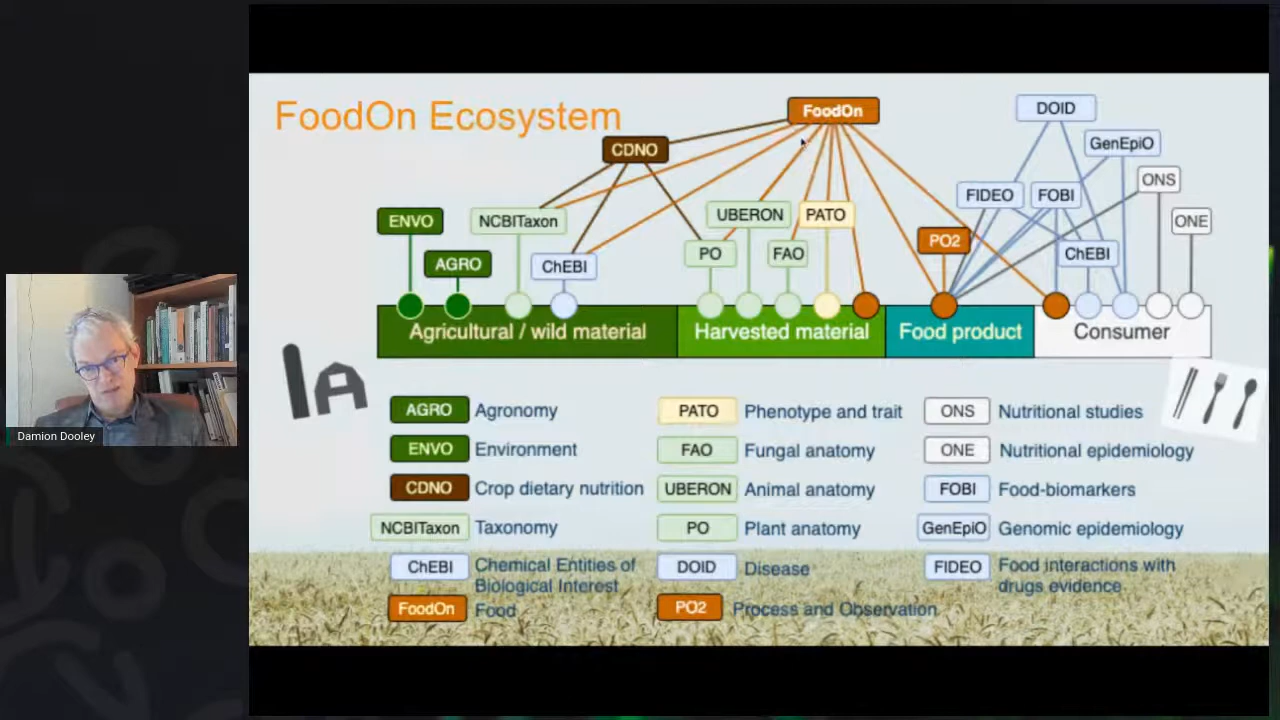 FoodOn Ecosystem
FoodOn
DOID
CDNO
GenEpiO
ONS
FIDEO
FOBI
ENVO
NCBITaxon
UBERON
PATO
ONE
PO2
AGRO
ChEBI
PO
FAO
ChEBI
Agricultural / wild material
Harvested material
Food product
Consumer
AGRO Agronomy
ENVO Environment
CDNO Crop dietary nutrition
NCBITaxon Taxonomy
ChEBI Chemical Entities of
Biological Interest
FoodOn Food
PATO Phenotype and trait
FAO Fungal anatomy
UBERON Animal anatomy
PO Plant anatomy
DOID Disease
PO2 Process and Observation
ONS Nutritional studies
ONE Nutritional epidemiology
FOBI Food-biomarkers
GenEpiO Genomic epidemiology
FIDEO Food interactions with
drugs evidence
Damion Dooley